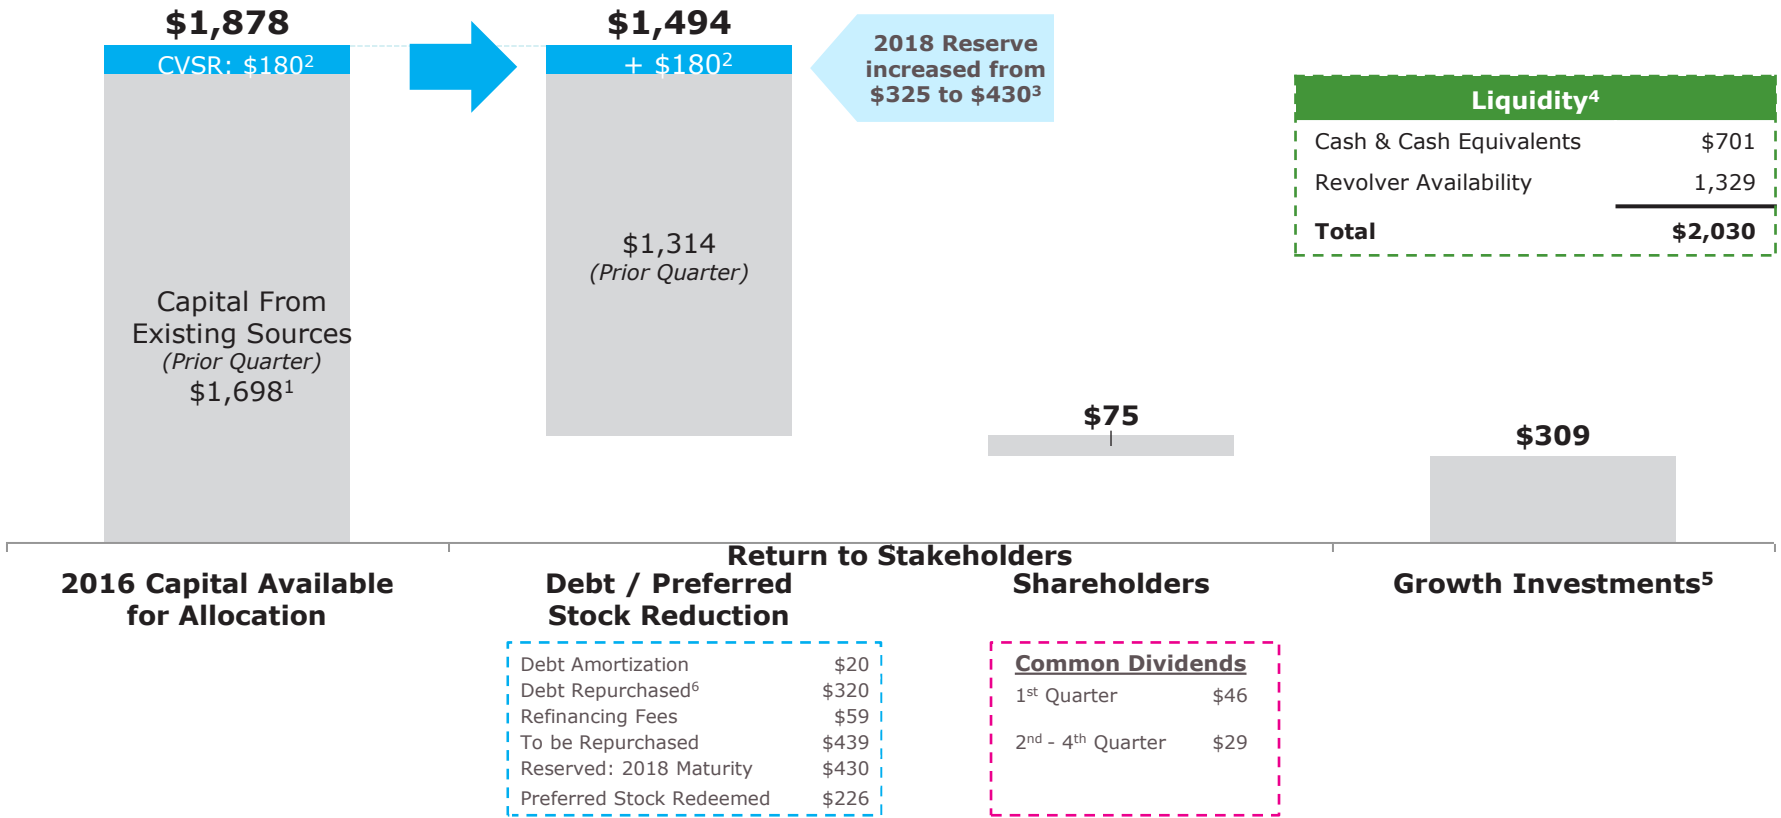 $1,878
CVSR: $180²
Capital From
Existing Sources
(Prior Quarter)
$1,698¹
$1,494
+ $180²
$1,314
(Prior Quarter)
2018 Reserve
increased from
$325 to $430³
Liquidity⁴
Cash & Cash Equivalents $701
Revolver Availability 1,329
Total $2,030
$75
$309
Return to Stakeholders
2016 Capital Available
for Allocation
Debt / Preferred
Stock Reduction
Shareholders
Growth Investments⁵
Debt Amortization $20
Debt Repurchased⁶ $320
Refinancing Fees $59
To be Repurchased $439
Reserved: 2018 Maturity $430
Preferred Stock Redeemed $226
Common Dividends
1st Quarter $46
2nd - 4th Quarter $29